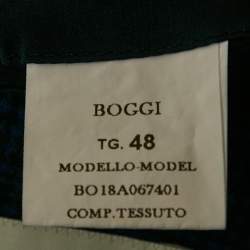 BOGGI
TG. 48
MODELLO-MODEL
BO18A067401
COMP.TESSUTO